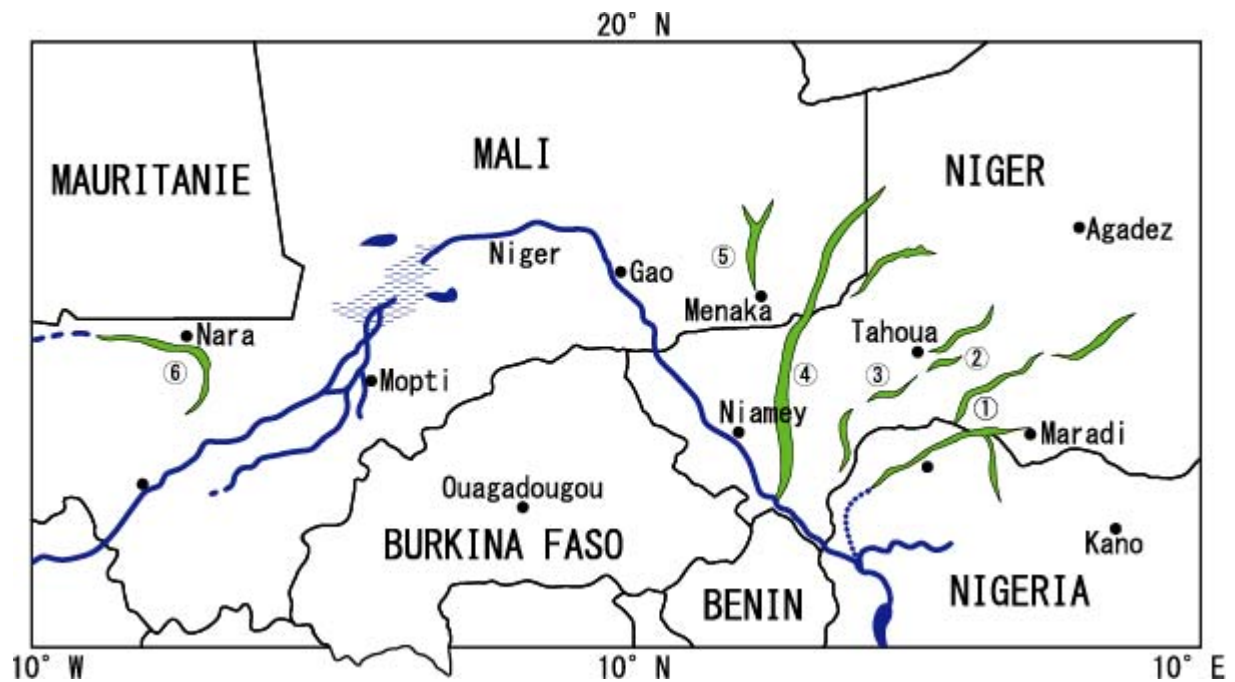 20° N
MALI
MAURITANIE
NIGER
Agadez
Niger
⑤
Gao
Menaka
Nara
Tahoua
②
⑥
Mopti
④
③
Niamey
①
Maradi
Ouagadougou
BURKINA FASO
Kano
BENIN
NIGERIA
10° W
10° N
10° E